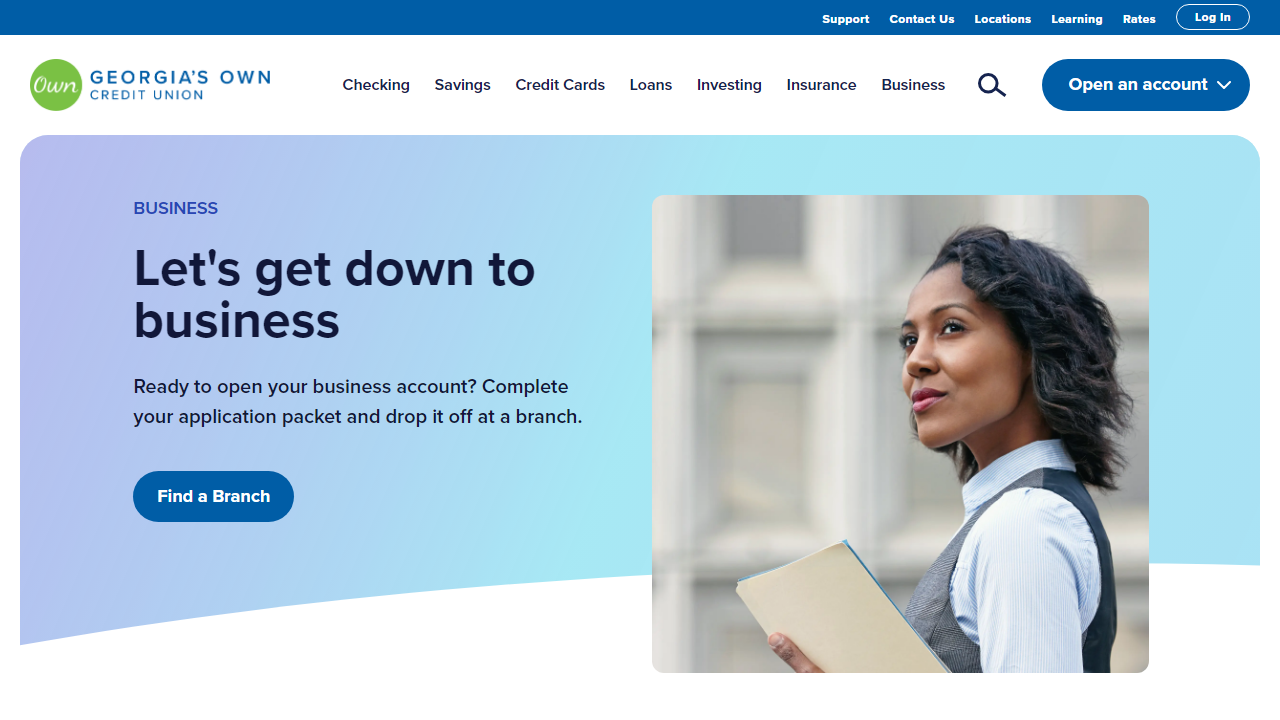 Support Contact Us Locations Learning Rates Log In
Own GEORGIA'S OWN
CREDIT UNION
Checking Savings Credit Cards Loans Investing Insurance Business Open an account
BUSINESS
Let's get down to
business
Ready to open your business account? Complete
your application packet and drop it off at a branch.
Find a Branch